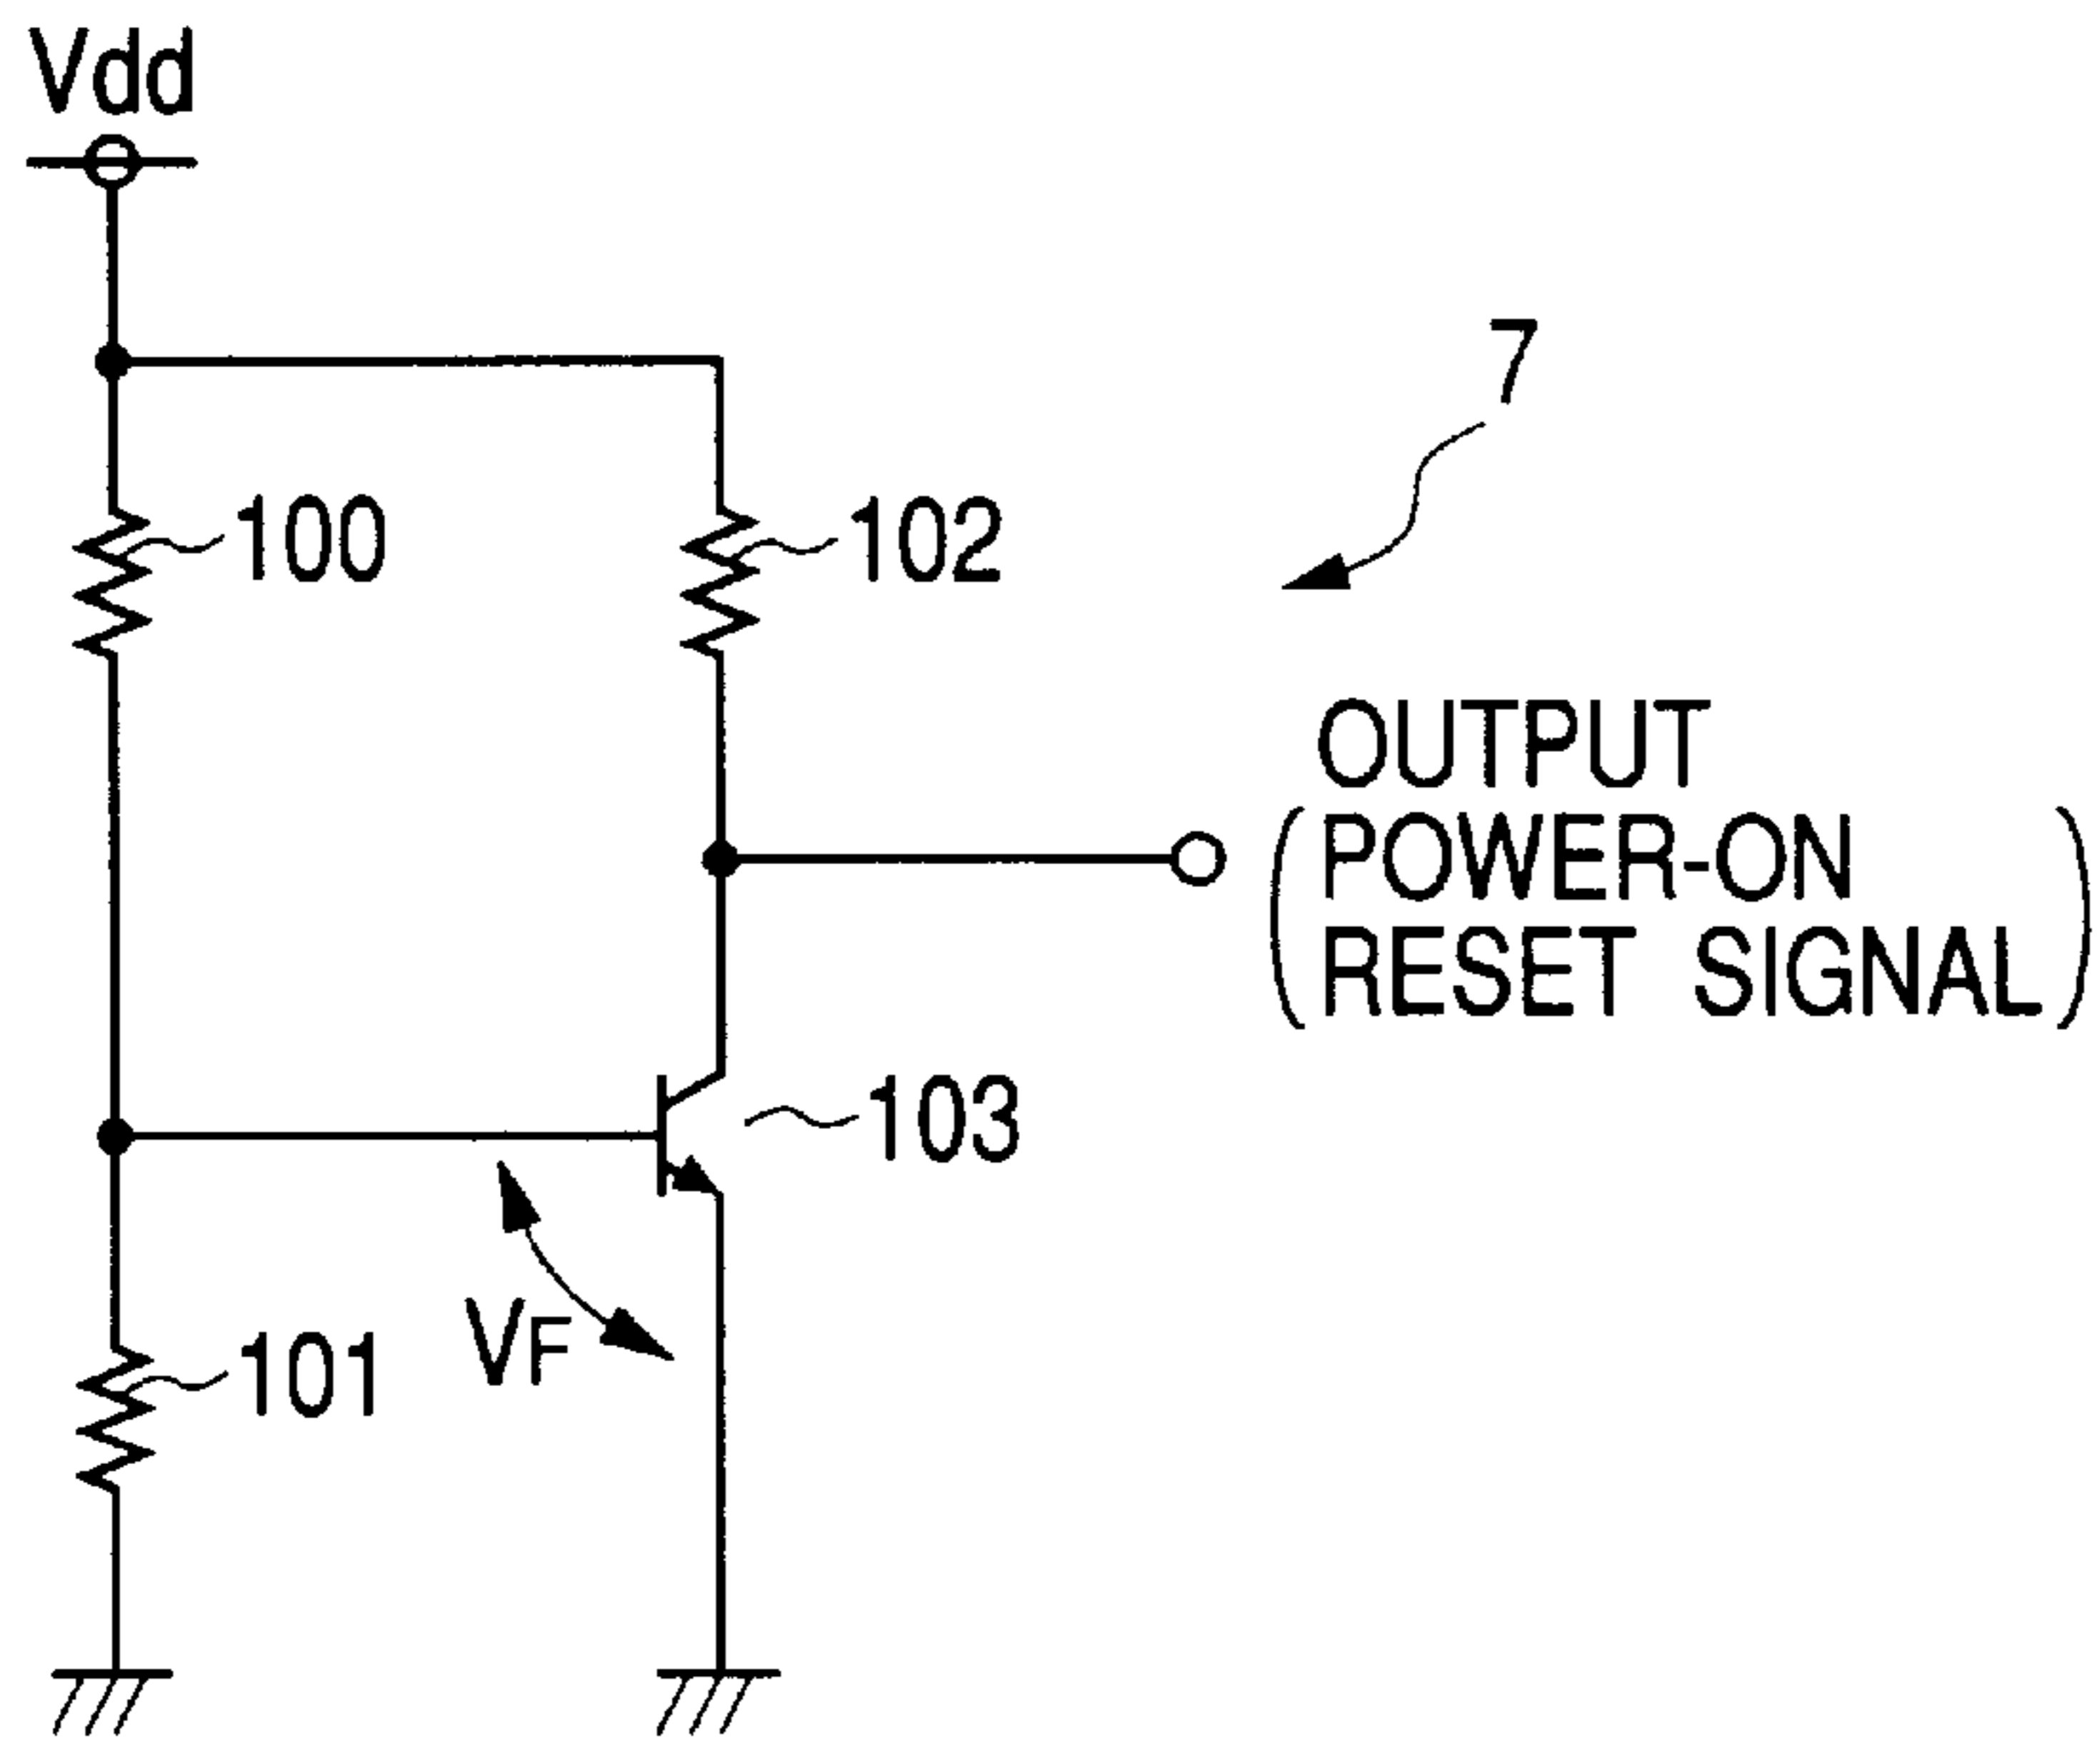 Vdd
7
100
102
OUTPUT
(POWER-ON
RESET SIGNAL)
103
VF
101